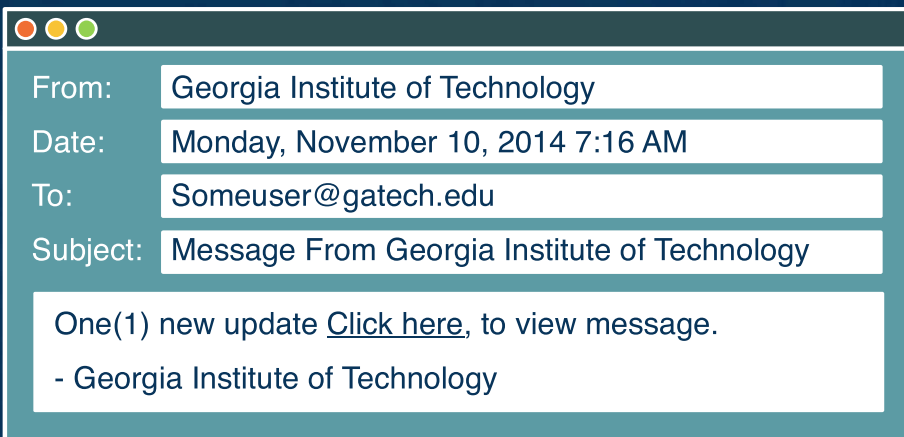 From: Georgia Institute of Technology
Date: Monday, November 10, 2014 7:16 AM
To: Someuser@gatech.edu
Subject: Message From Georgia Institute of Technology
One(1) new update Click here, to view message.
- Georgia Institute of Technology